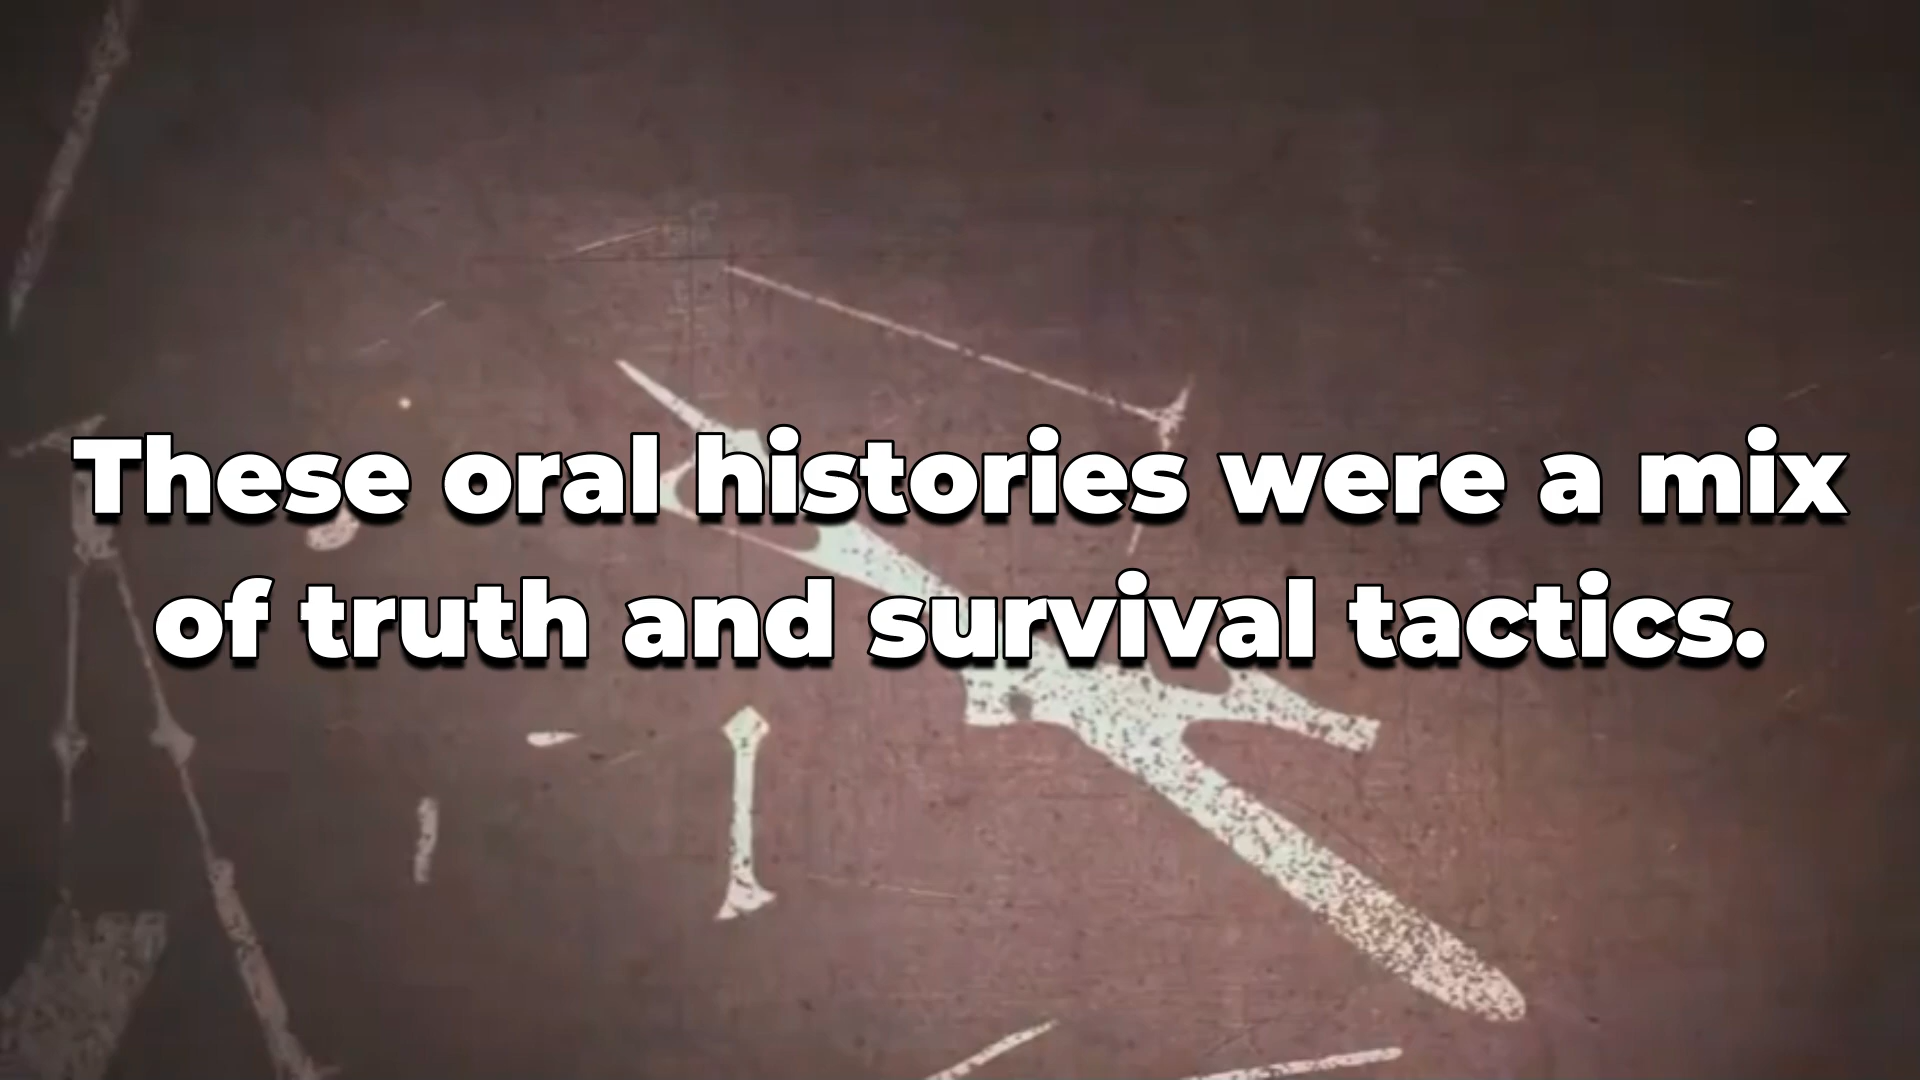 These oral histories were a mix
of truth and survival tactics.